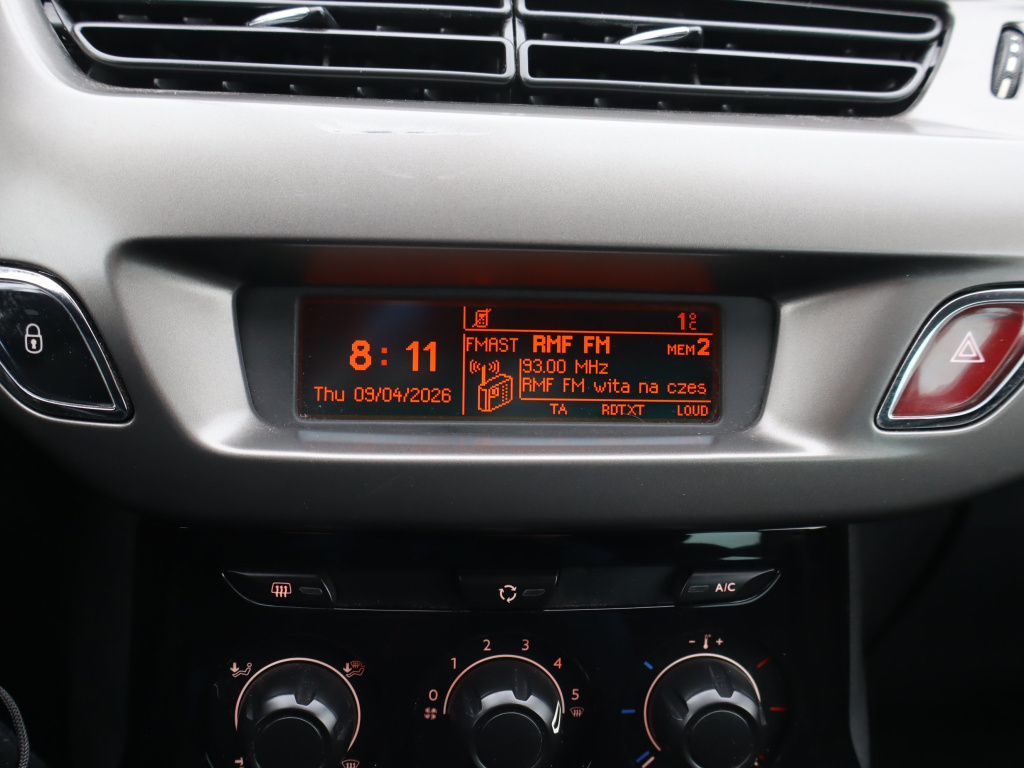 1°C
8:11
FMAST RMF FM MEM2
93.00 MHz
RMF FM wita na czes
Thu 09/04/2026
TA RDTXT LOUD
A/C
0 1 2 3 4 5
- +